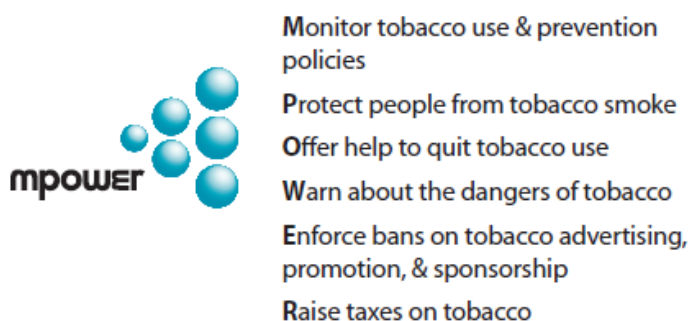 mpower
Monitor tobacco use & prevention
policies
Protect people from tobacco smoke
Offer help to quit tobacco use
Warn about the dangers of tobacco
Enforce bans on tobacco advertising,
promotion, & sponsorship
Raise taxes on tobacco